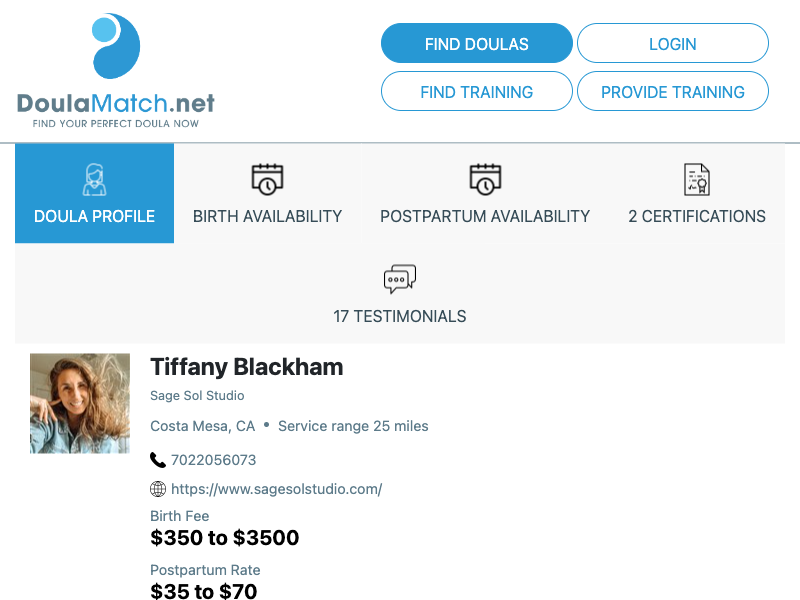 DoulaMatch.net
FIND YOUR PERFECT DOULA NOW
FIND DOULAS
LOGIN
FIND TRAINING
PROVIDE TRAINING
DOULA PROFILE
BIRTH AVAILABILITY
POSTPARTUM AVAILABILITY
2 CERTIFICATIONS
17 TESTIMONIALS
Tiffany Blackham
Sage Sol Studio
Costa Mesa, CA • Service range 25 miles
7022056073
https://www.sagesolstudio.com/
Birth Fee
$350 to $3500
Postpartum Rate
$35 to $70